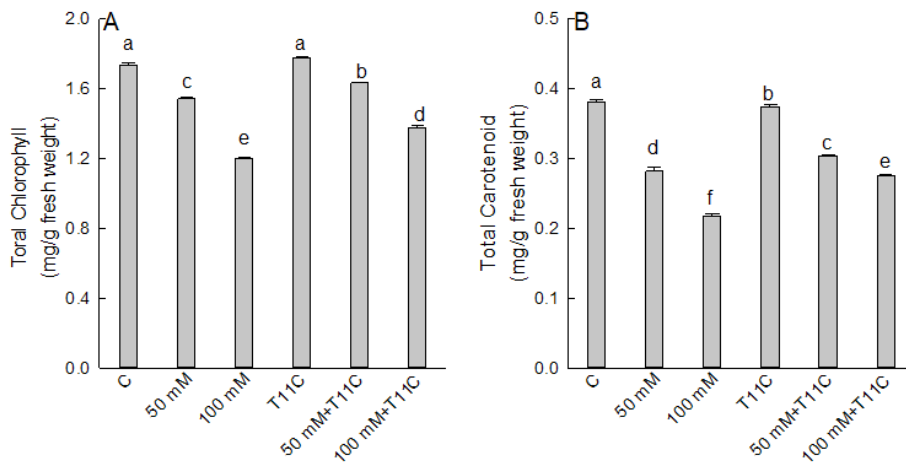 A
Toral Chlorophyll
(mg/g fresh weight)
2.0
1.6
1.2
0.8
0.4
0.0
a
c
e
a
b
d
C
50 mM
100 mM
T11C
50 mM+T11C
100 mM+T11C
B
Total Carotenoid
(mg/g fresh weight)
0.5
0.4
0.3
0.2
0.1
0.0
a
d
f
b
c
e
C
50 mM
100 mM
T11C
50 mM+T11C
100 mM+T11C